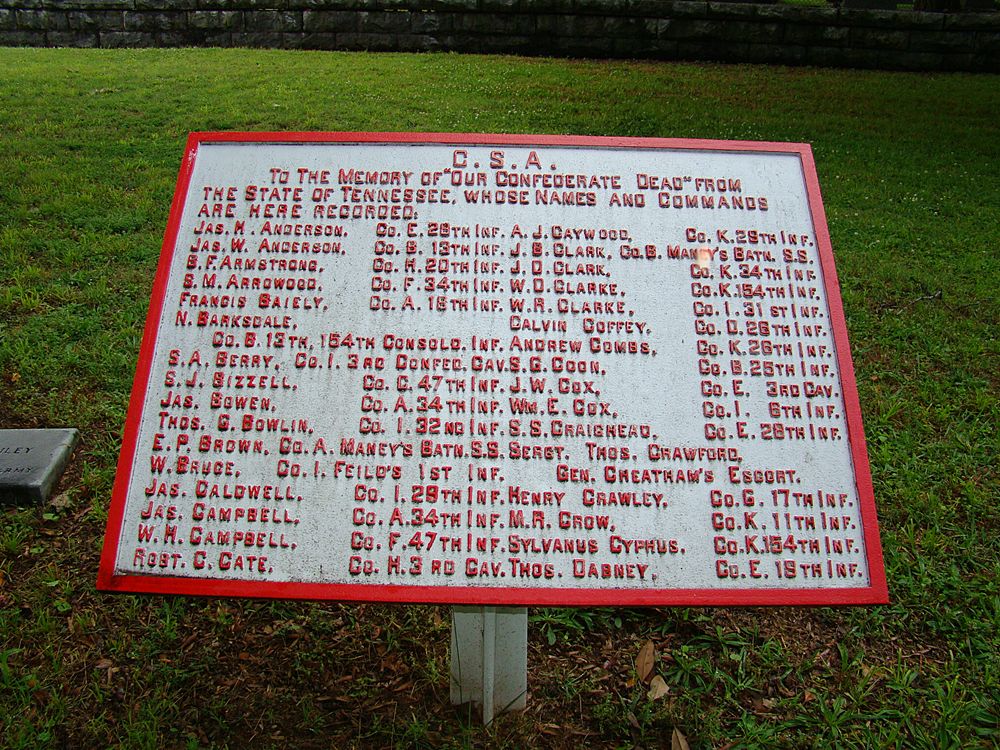 C. S. A.
TO THE MEMORY OF "OUR CONFEDERATE DEAD" FROM
THE STATE OF TENNESSEE, WHOSE NAMES AND COMMANDS
ARE HERE RECORDED:
JAS. H. ANDERSON, CO. E. 28TH INF. A. J. CAYWOOD, CO. K. 29TH INF.
JAS. W. ANDERSON, CO. B. 13TH INF. J. B. CLARK, CO. B. MANEY'S BATN. S.S.
B. F. ARMSTRONG, CO. H. 20TH INF. J. D. CLARK, CO. K. 34TH INF.
S. M. ARROWOOD, CO. F. 34TH INF. W. D. CLARKE, CO. K. 154TH INF.
FRANCIS BAIELY, CO. A. 18TH INF. W. R. CLARKE, CO. I. 31ST INF.
N. BARKSDALE, CALVIN COFFEY, CO. D. 26TH INF.
CO. B. 13TH, 154TH CONSOLD. INF. ANDREW COMBS, CO. K. 26TH INF.
S. A. BERRY, CO. I. 3RD CONFED. CAV. S. G. COON, CO. B. 25TH INF.
S. J. BIZZELL, CO. C. 47TH INF. J. W. COX, CO. E. 3RD CAV.
JAS. BOWEN, CO. A. 34TH INF. WM. E. COX, CO. I. 6TH INF.
THOS. C. BOWLIN, CO. I. 32ND INF. S. S. CRAIGHEAD, CO. E. 28TH INF.
E. P. BROWN, CO. A. MANEY'S BATN. S.S. SERGT. THOS. CRAWFORD,
W. BRUCE, CO. I. FEILD'S 1ST INF. GEN. CHEATHAM'S ESCORT.
JAS. CALDWELL, CO. I. 29TH INF. HENRY CRAWLEY, CO. G. 17TH INF.
JAS. CAMPBELL, CO. A. 34TH INF. M. R. CROW, CO. K. 11TH INF.
W. H. CAMPBELL, CO. F. 47TH INF. SYLVANUS CYPHUS, CO. K. 154TH INF.
ROBT. C. CATE, CO. H. 3RD CAV. THOS. DABNEY, CO. E. 19TH INF.